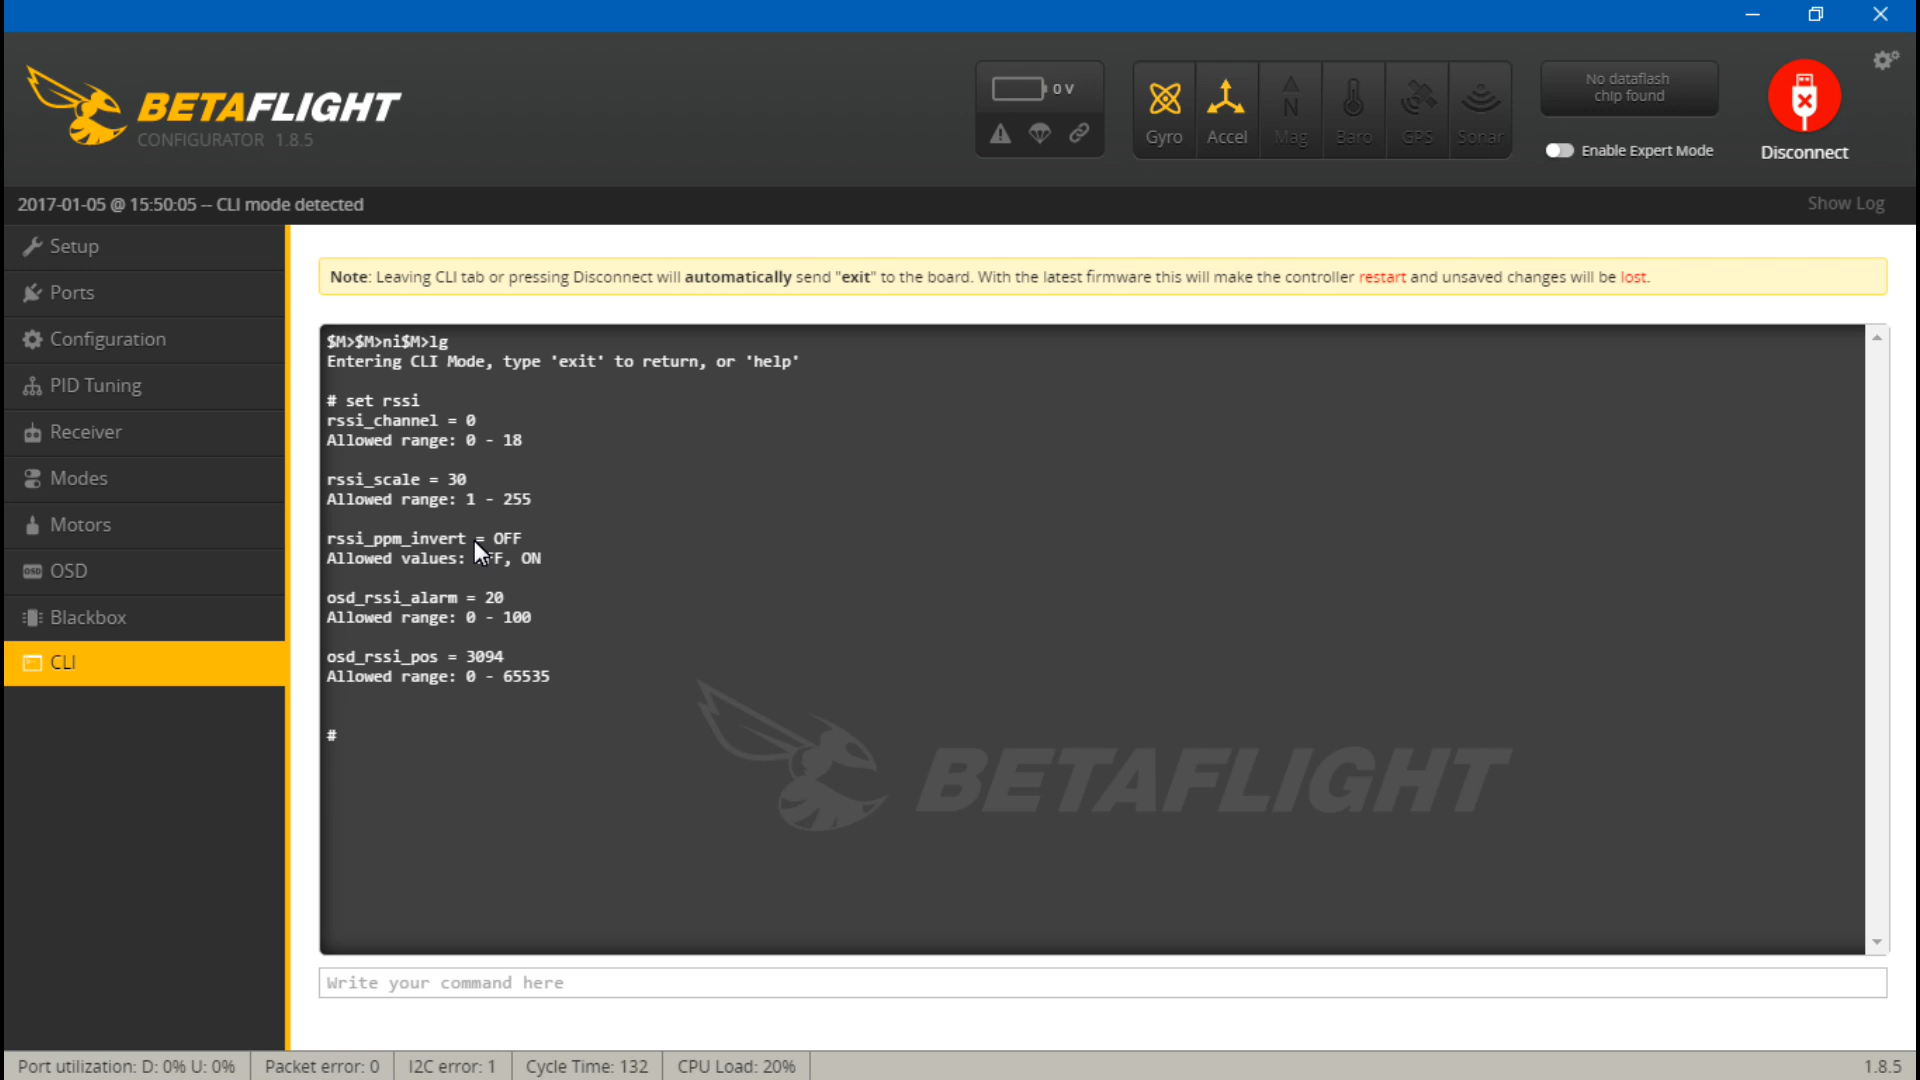 BETAFLIGHT
CONFIGURATOR 1.8.5
0 V
Gyro
Accel
Mag
Baro
GPS
Sonar
No dataflash
chip found
Enable Expert Mode
Disconnect
2017-01-05 @ 15:50:05 -- CLI mode detected
Show Log
Setup
Ports
Configuration
PID Tuning
Receiver
Modes
Motors
OSD
OSD
Blackbox
CLI
Note: Leaving CLI tab or pressing Disconnect will automatically send "exit" to the board. With the latest firmware this will make the controller restart and unsaved changes will be lost.
$M>$M>ni$M>lg
Entering CLI Mode, type 'exit' to return, or 'help'
# set rssi
rssi_channel = 0
Allowed range: 0 - 18
rssi_scale = 30
Allowed range: 1 - 255
rssi_ppm_invert = OFF
Allowed values: OFF, ON
osd_rssi_alarm = 20
Allowed range: 0 - 100
osd_rssi_pos = 3094
Allowed range: 0 - 65535
#
BETAFLIGHT
Write your command here
Port utilization: D: 0% U: 0%
Packet error: 0
I2C error: 1
Cycle Time: 132
CPU Load: 20%
1.8.5